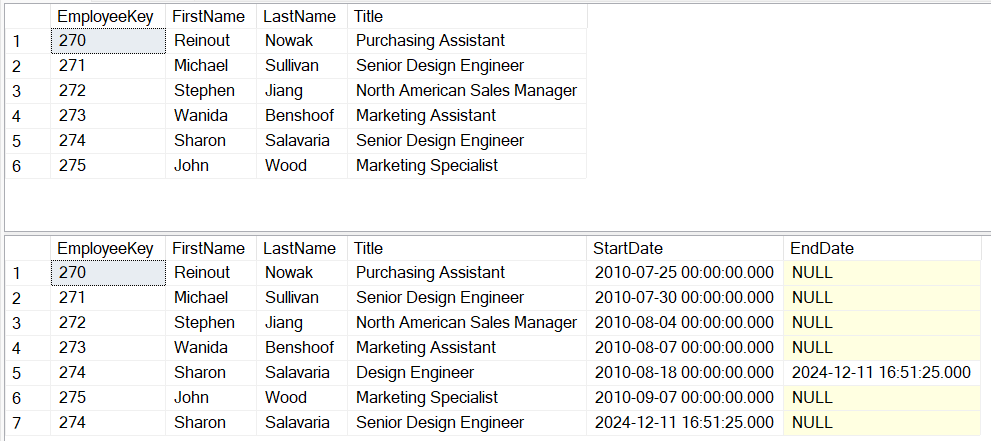 EmployeeKey FirstName LastName Title
1 270 Reinout Nowak Purchasing Assistant
2 271 Michael Sullivan Senior Design Engineer
3 272 Stephen Jiang North American Sales Manager
4 273 Wanida Benshoof Marketing Assistant
5 274 Sharon Salavaria Senior Design Engineer
6 275 John Wood Marketing Specialist
EmployeeKey FirstName LastName Title StartDate EndDate
1 270 Reinout Nowak Purchasing Assistant 2010-07-25 00:00:00.000 NULL
2 271 Michael Sullivan Senior Design Engineer 2010-07-30 00:00:00.000 NULL
3 272 Stephen Jiang North American Sales Manager 2010-08-04 00:00:00.000 NULL
4 273 Wanida Benshoof Marketing Assistant 2010-08-07 00:00:00.000 NULL
5 274 Sharon Salavaria Design Engineer 2010-08-18 00:00:00.000 2024-12-11 16:51:25.000
6 275 John Wood Marketing Specialist 2010-09-07 00:00:00.000 NULL
7 274 Sharon Salavaria Senior Design Engineer 2024-12-11 16:51:25.000 NULL